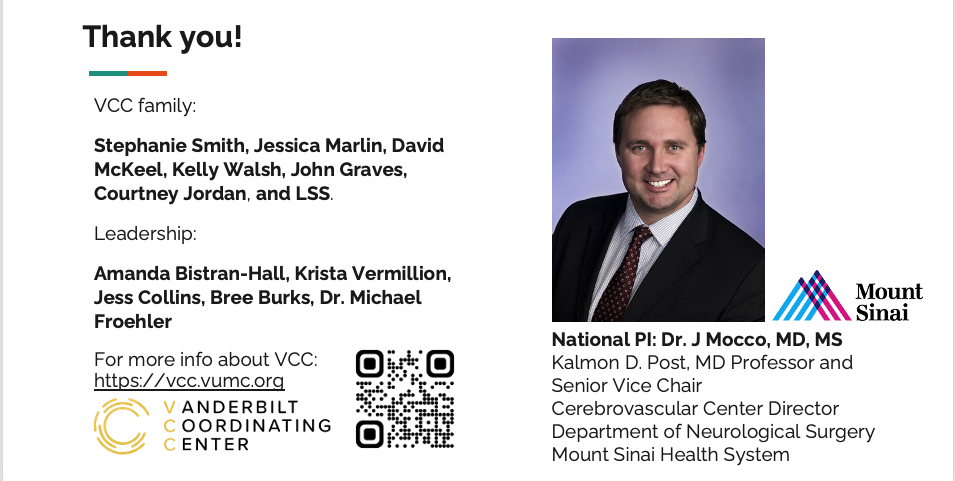 Thank you!
VCC family:
Stephanie Smith, Jessica Marlin, David
McKeel, Kelly Walsh, John Graves,
Courtney Jordan, and LSS.
Leadership:
Amanda Bistran-Hall, Krista Vermillion,
Jess Collins, Bree Burks, Dr. Michael
Froehler
For more info about VCC:
https://vcc.vumc.org
VANDERBILT
COORDINATING
CENTER
Mount
Sinai
National PI: Dr. J Mocco, MD, MS
Kalmon D. Post, MD Professor and
Senior Vice Chair
Cerebrovascular Center Director
Department of Neurological Surgery
Mount Sinai Health System